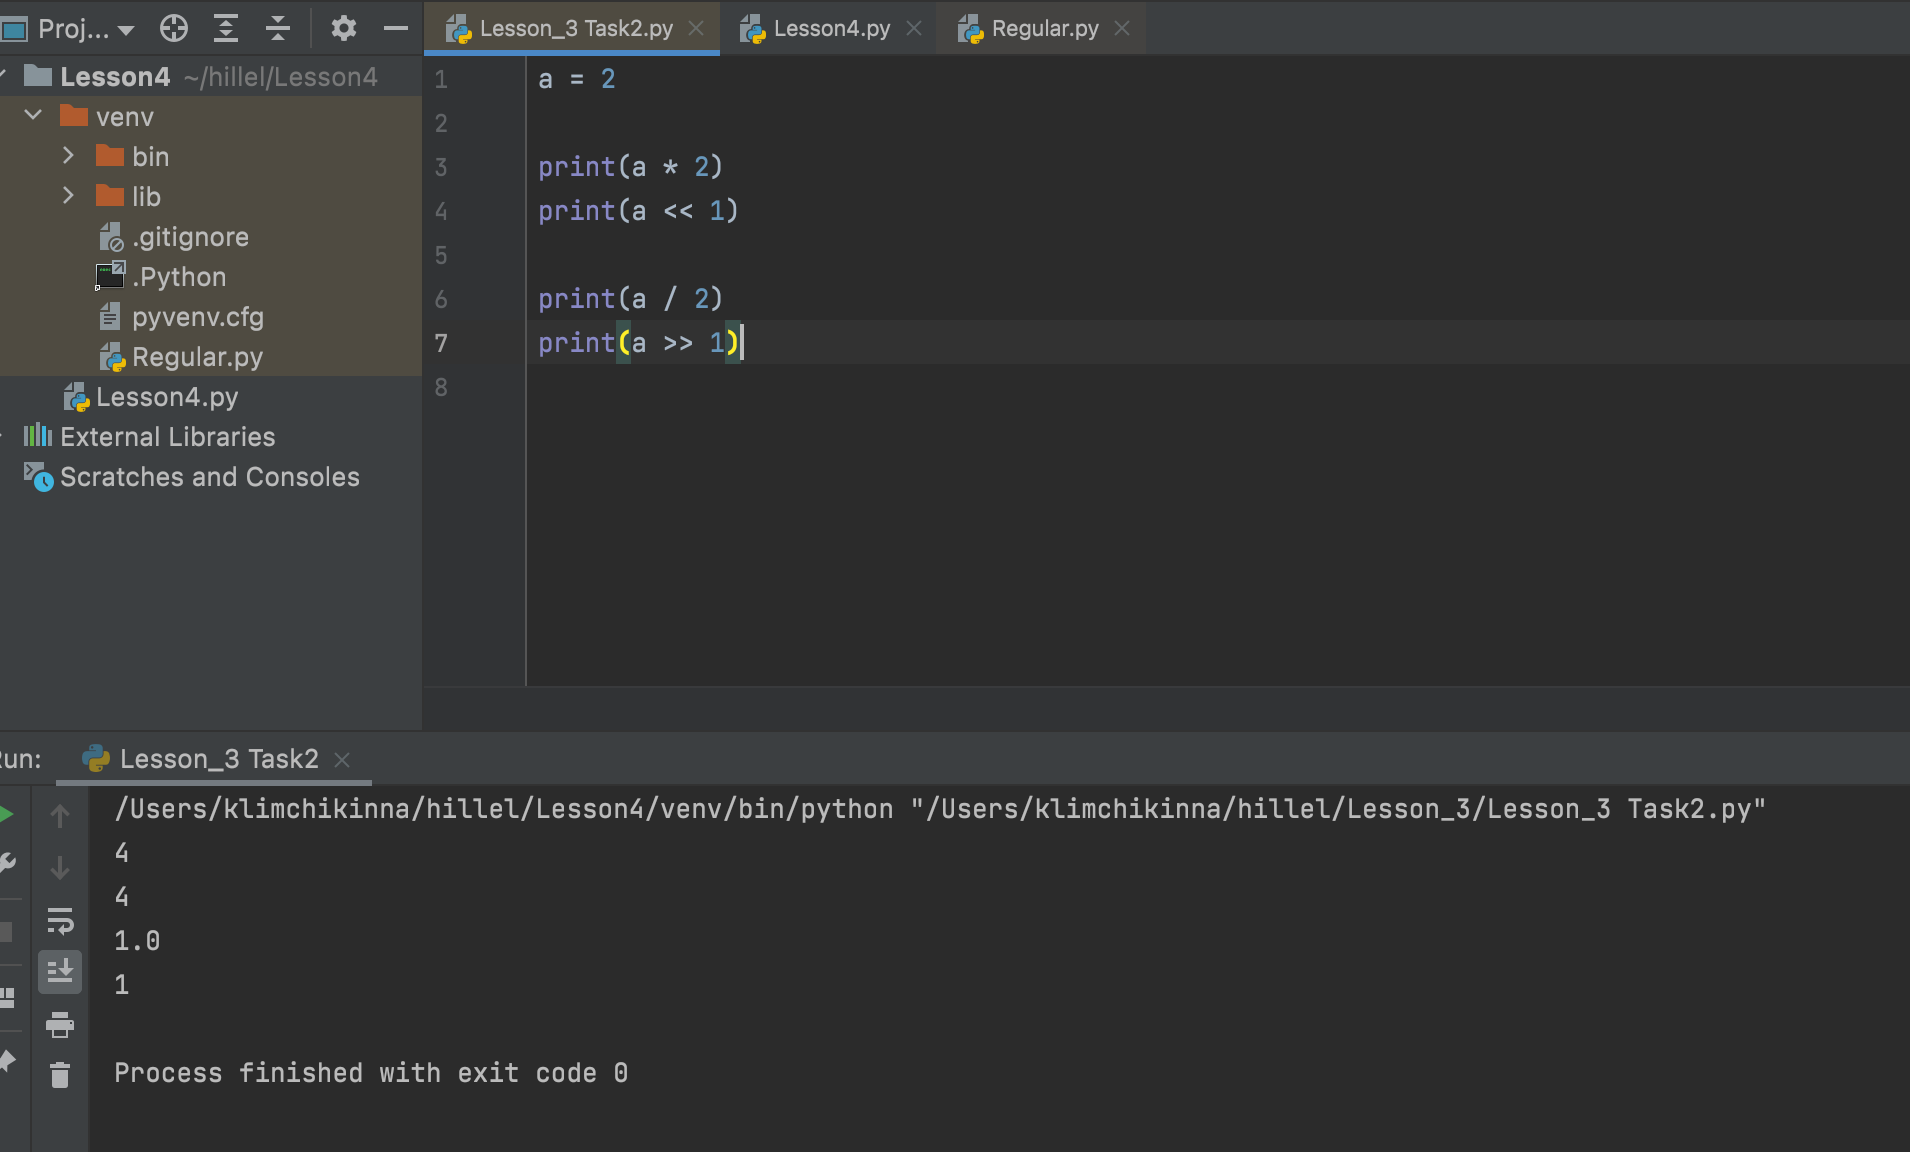 Proj...
Lesson_3 Task2.py
Lesson4.py
Regular.py
Lesson4 ~/hillel/Lesson4
venv
bin
lib
.gitignore
.Python
pyvenv.cfg
Regular.py
Lesson4.py
External Libraries
Scratches and Consoles
1 a = 2
2
3 print(a * 2)
4 print(a << 1)
5
6 print(a / 2)
7 print(a >> 1)
8
un:
Lesson_3 Task2
/Users/klimchikinna/hillel/Lesson4/venv/bin/python "/Users/klimchikinna/hillel/Lesson_3/Lesson_3 Task2.py"
4
4
1.0
1
Process finished with exit code 0